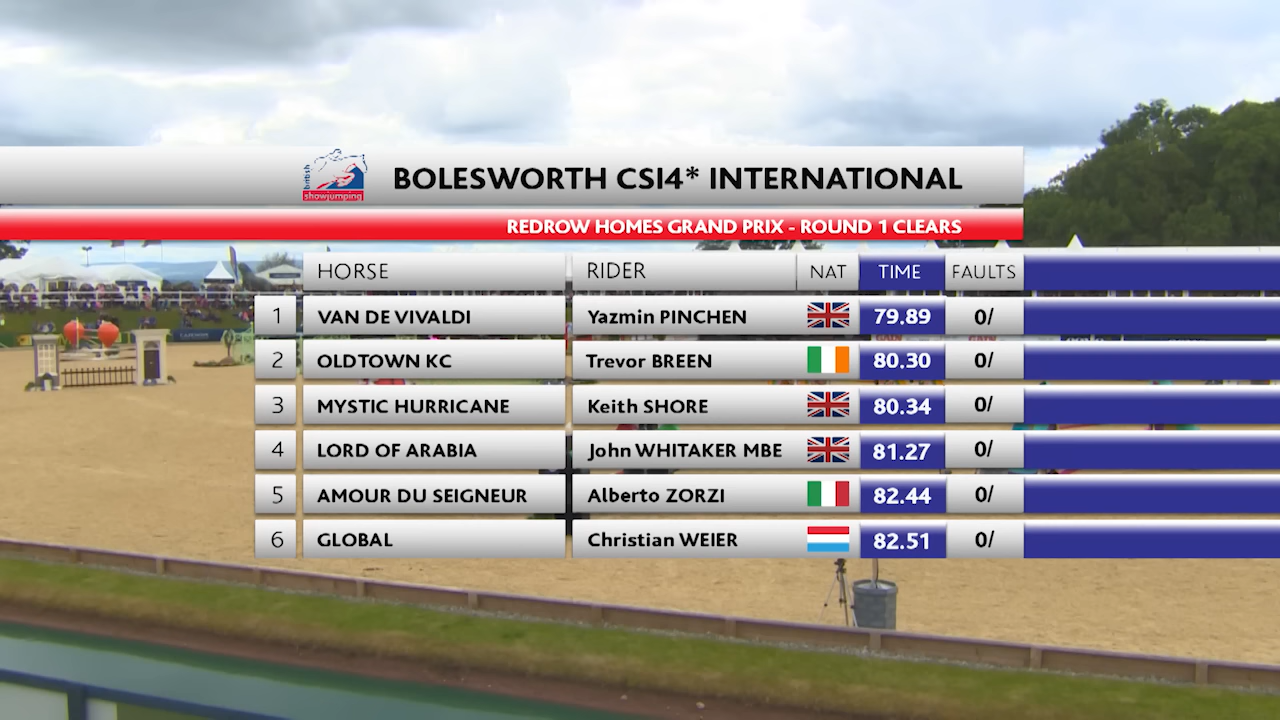 british
showjumping
BOLESWORTH CSI4* INTERNATIONAL
REDROW HOMES GRAND PRIX - ROUND 1 CLEARS
HORSE RIDER NAT TIME FAULTS
1 VAN DE VIVALDI Yazmin PINCHEN 79.89 0/
2 OLDTOWN KC Trevor BREEN 80.30 0/
3 MYSTIC HURRICANE Keith SHORE 80.34 0/
4 LORD OF ARABIA John WHITAKER MBE 81.27 0/
5 AMOUR DU SEIGNEUR Alberto ZORZI 82.44 0/
6 GLOBAL Christian WEIER 82.51 0/